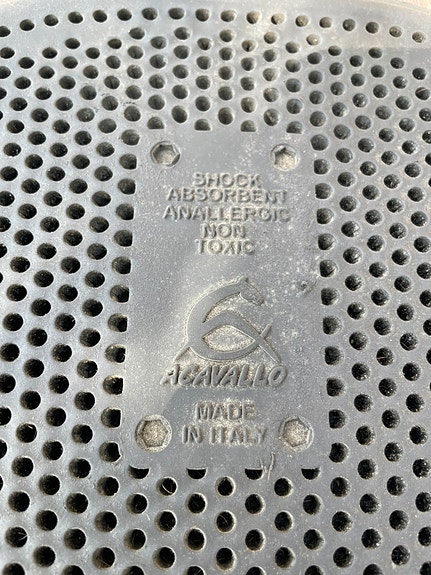 SHOCK
ABSORBENT
ANALLERGIC
NON
TOXIC
ACAVALLO
MADE
IN ITALY